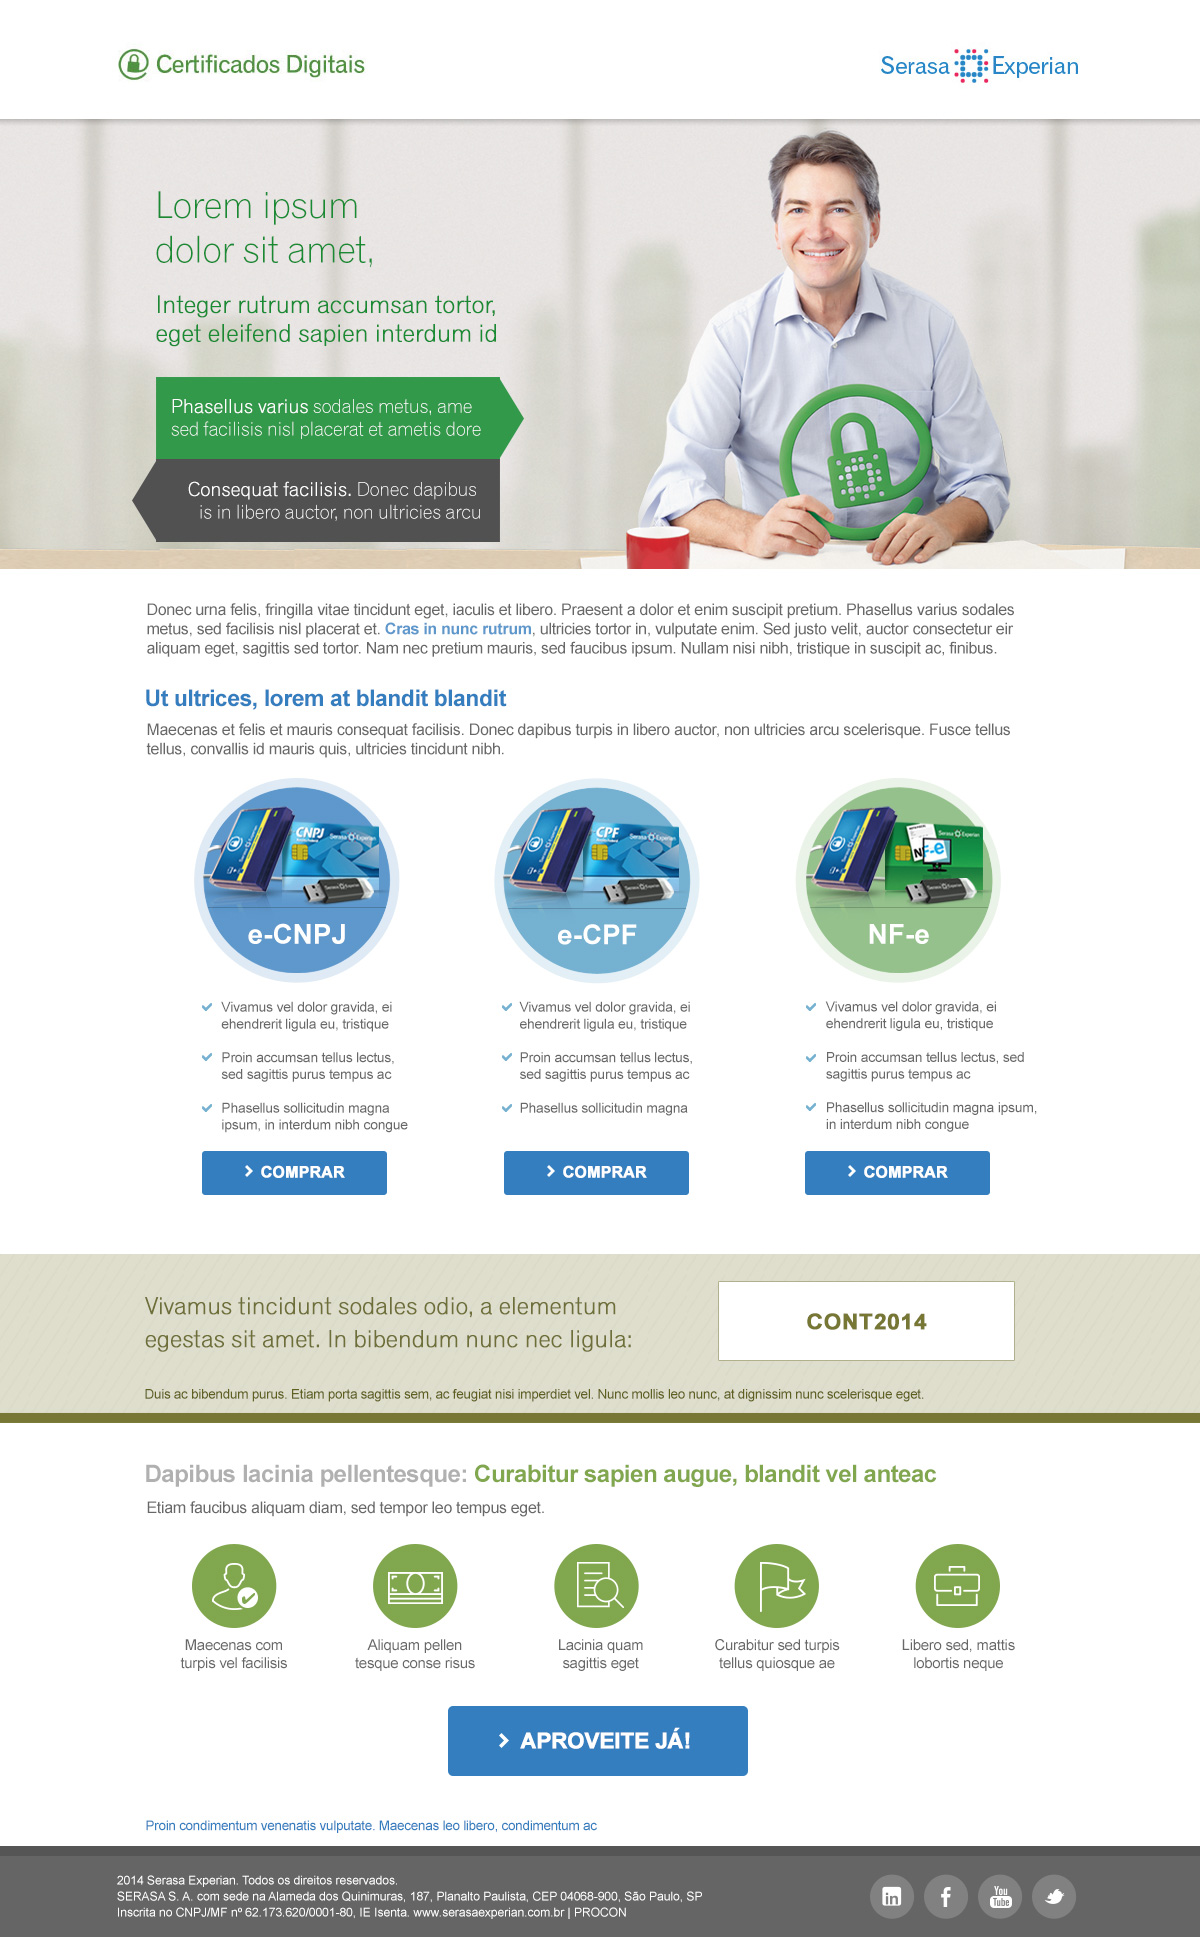 Certificados Digitais
Serasa Experian
Lorem ipsum
dolor sit amet,
Integer rutrum accumsan tortor,
eget eleifend sapien interdum id
Phasellus varius sodales metus, ame
sed facilisis nisl placerat et ametis dore
Consequat facilisis. Donec dapibus
is in libero auctor, non ultricies arcu
Donec urna felis, fringilla vitae tincidunt eget, iaculis et libero. Praesent a dolor et enim suscipit pretium. Phasellus varius sodales
metus, sed facilisis nisl placerat et. Cras in nunc rutrum, ultricies tortor in, vulputate enim. Sed justo velit, auctor consectetur eir
aliquam eget, sagittis sed tortor. Nam nec pretium mauris, sed faucibus ipsum. Nullam nisi nibh, tristique in suscipit ac, finibus.
Ut ultrices, lorem at blandit blandit
Maecenas et felis et mauris consequat facilisis. Donec dapibus turpis in libero auctor, non ultricies arcu scelerisque. Fusce tellus
tellus, convallis id mauris quis, ultricies tincidunt nibh.
CNPJ
Serasa Experian
Serasa Experian
e-CNPJ
CPF
Serasa Experian
Serasa Experian
e-CPF
Serasa Experian
NF-e
Serasa Experian
NF-e
Vivamus vel dolor gravida, ei
ehendrerit ligula eu, tristique
Proin accumsan tellus lectus,
sed sagittis purus tempus ac
Phasellus sollicitudin magna
ipsum, in interdum nibh congue
COMPRAR
Vivamus vel dolor gravida, ei
ehendrerit ligula eu, tristique
Proin accumsan tellus lectus,
sed sagittis purus tempus ac
Phasellus sollicitudin magna
COMPRAR
Vivamus vel dolor gravida, ei
ehendrerit ligula eu, tristique
Proin accumsan tellus lectus, sed
sagittis purus tempus ac
Phasellus sollicitudin magna ipsum,
in interdum nibh congue
COMPRAR
Vivamus tincidunt sodales odio, a elementum
egestas sit amet. In bibendum nunc nec ligula:
CONT2014
Duis ac bibendum purus. Etiam porta sagittis sem, ac feugiat nisi imperdiet vel. Nunc mollis leo nunc, at dignissim nunc scelerisque eget.
Dapibus lacinia pellentesque: Curabitur sapien augue, blandit vel anteac
Etiam faucibus aliquam diam, sed tempor leo tempus eget.
Maecenas com
turpis vel facilisis
Aliquam pellen
tesque conse risus
Lacinia quam
sagittis eget
Curabitur sed turpis
tellus quiosque ae
Libero sed, mattis
lobortis neque
APROVEITE JÁ!
Proin condimentum venenatis vulputate. Maecenas leo libero, condimentum ac
2014 Serasa Experian. Todos os direitos reservados.
SERASA S. A. com sede na Alameda dos Quinimuras, 187, Planalto Paulista, CEP 04068-900, São Paulo, SP
Inscrita no CNPJ/MF nº 62.173.620/0001-80, IE Isenta. www.serasaexperian.com.br | PROCON
in
f
You
Tube